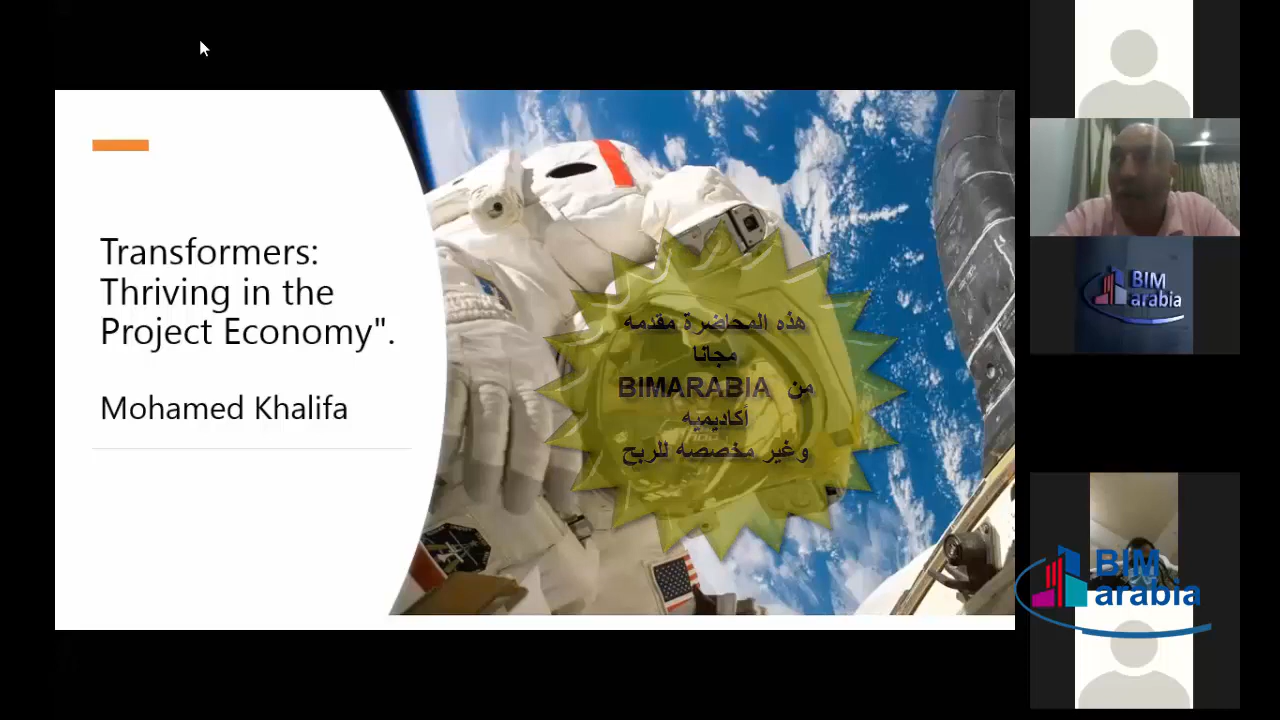 Transformers:
Thriving in the
Project Economy".
Mohamed Khalifa
هذه المحاضرة مقدمه
مجانا
من BIMARABIA
أكاديميه
وغير مخصصه للربح
BIM
arabia
BIM
arabia